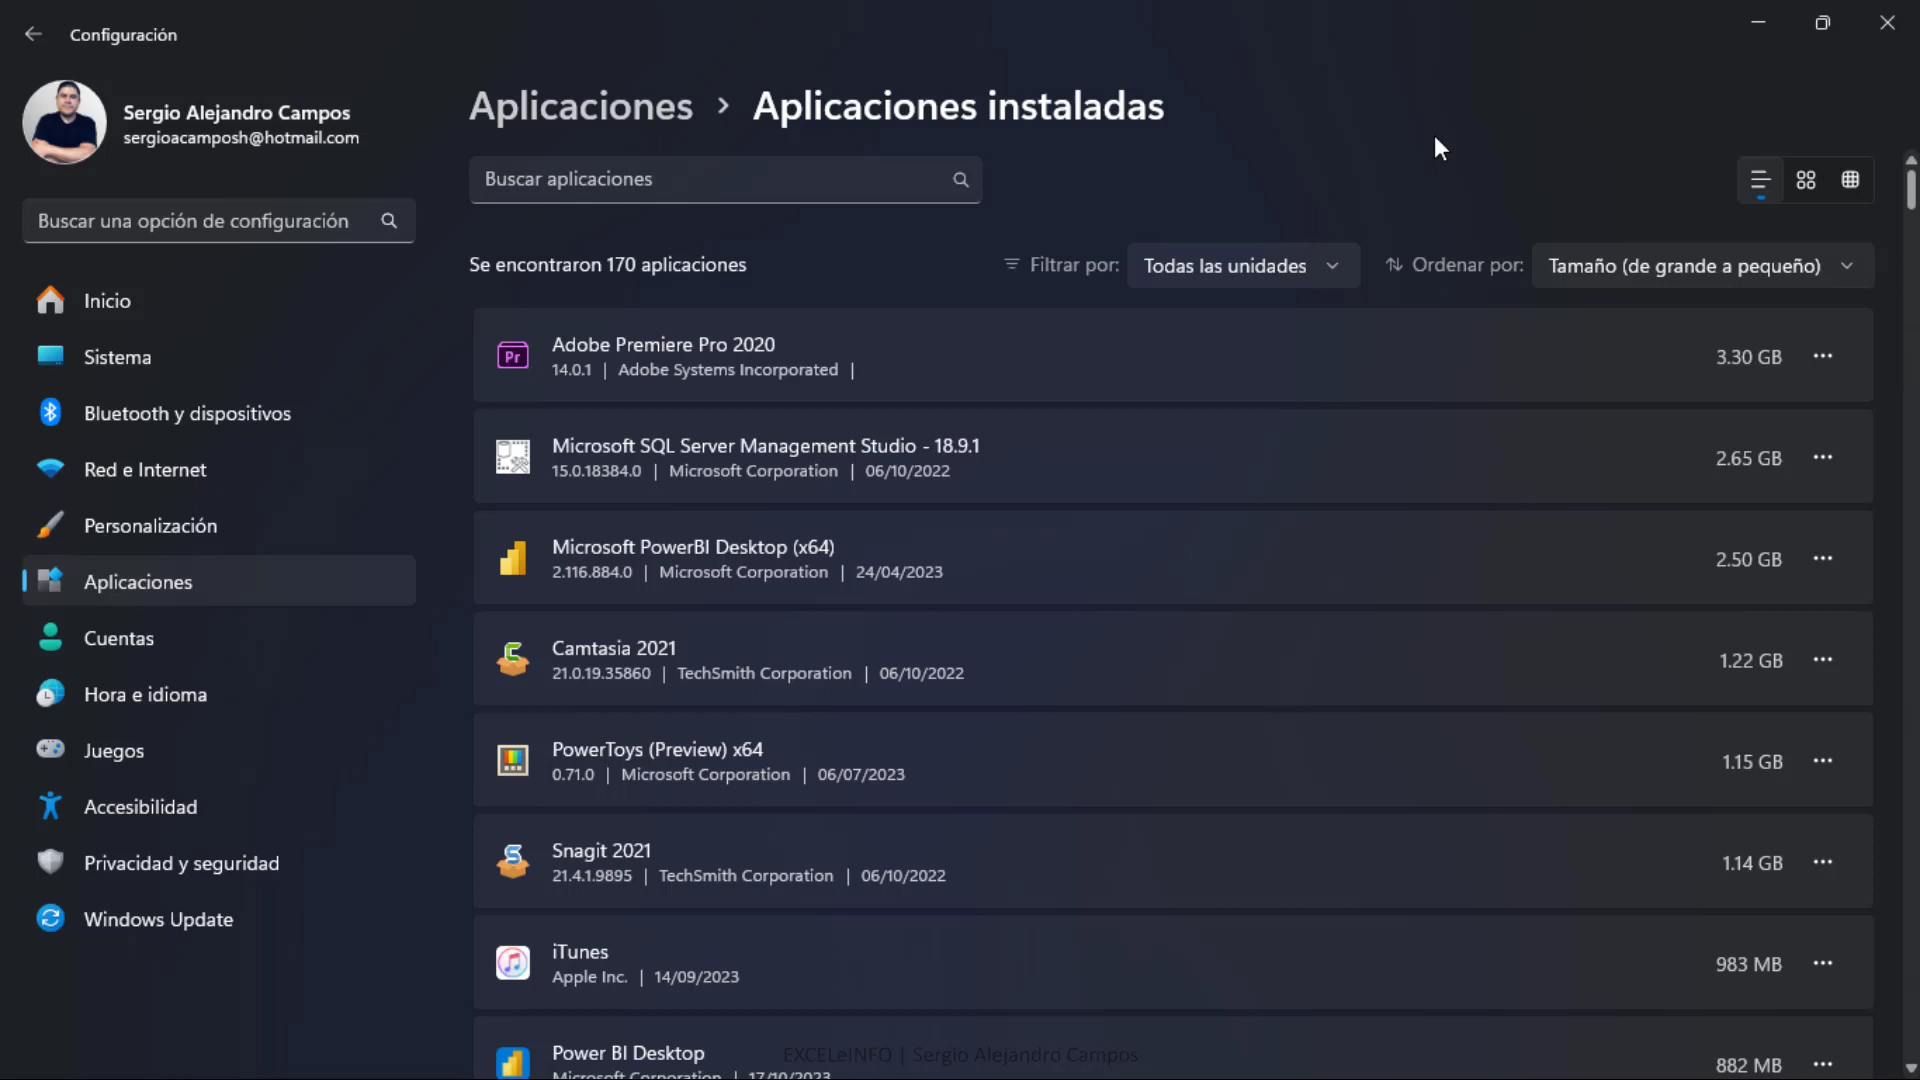 Configuración
Sergio Alejandro Campos
sergioacamposh@hotmail.com
Buscar una opción de configuración
Inicio
Sistema
Bluetooth y dispositivos
Red e Internet
Personalización
Aplicaciones
Cuentas
Hora e idioma
Juegos
Accesibilidad
Privacidad y seguridad
Windows Update
Aplicaciones > Aplicaciones instaladas
Buscar aplicaciones
Se encontraron 170 aplicaciones
Filtrar por: Todas las unidades
Ordenar por: Tamaño (de grande a pequeño)
Pr
Adobe Premiere Pro 2020
14.0.1 | Adobe Systems Incorporated |
3.30 GB
Microsoft SQL Server Management Studio - 18.9.1
15.0.18384.0 | Microsoft Corporation | 06/10/2022
2.65 GB
Microsoft PowerBI Desktop (x64)
2.116.884.0 | Microsoft Corporation | 24/04/2023
2.50 GB
Camtasia 2021
21.0.19.35860 | TechSmith Corporation | 06/10/2022
1.22 GB
PowerToys (Preview) x64
0.71.0 | Microsoft Corporation | 06/07/2023
1.15 GB
Snagit 2021
21.4.1.9895 | TechSmith Corporation | 06/10/2022
1.14 GB
iTunes
Apple Inc. | 14/09/2023
983 MB
Power BI Desktop
Microsoft Corporation | 17/10/2023
882 MB
EXCELeINFO | Sergio Alejandro Campos